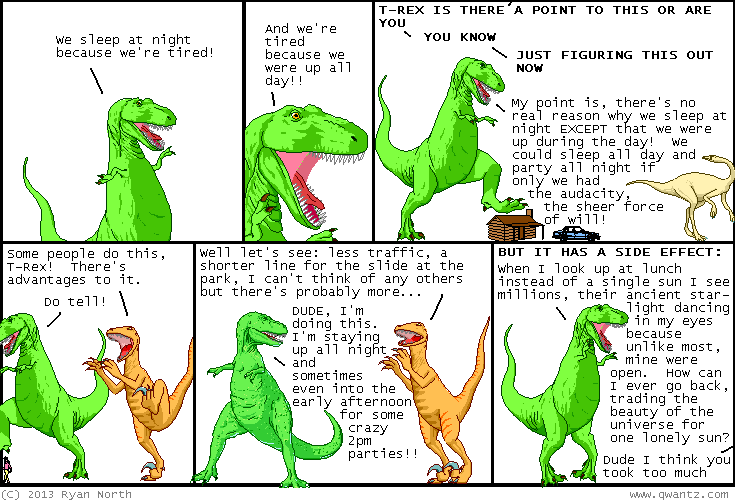 We sleep at night
because we're tired!
And we're
tired
because we
were up all
day!!
T-REX IS THERE A POINT TO THIS OR ARE
YOU
YOU KNOW
JUST FIGURING THIS OUT
NOW
My point is, there's no
real reason why we sleep at
night EXCEPT that we were
up during the day! We
could sleep all day and
party all night if
only we had
the audacity,
the sheer force
of will!
Some people do this,
T-Rex! There's
advantages to it.
Do tell!
Well let's see: less traffic, a
shorter line for the slide at the
park, I can't think of any others
but there's probably more...
DUDE, I'm
doing this.
I'm staying
up all night
and
sometimes
even into the
early afternoon
for some
crazy
2pm
parties!!
BUT IT HAS A SIDE EFFECT:
When I look up at lunch
instead of a single sun I see
millions, their ancient star-
light dancing
in my eyes
because
unlike most,
mine were
open. How can
I ever go back,
trading the
beauty of the
universe for
one lonely sun?
Dude I think you
took too much
(C) 2013 Ryan North
www.qwantz.com